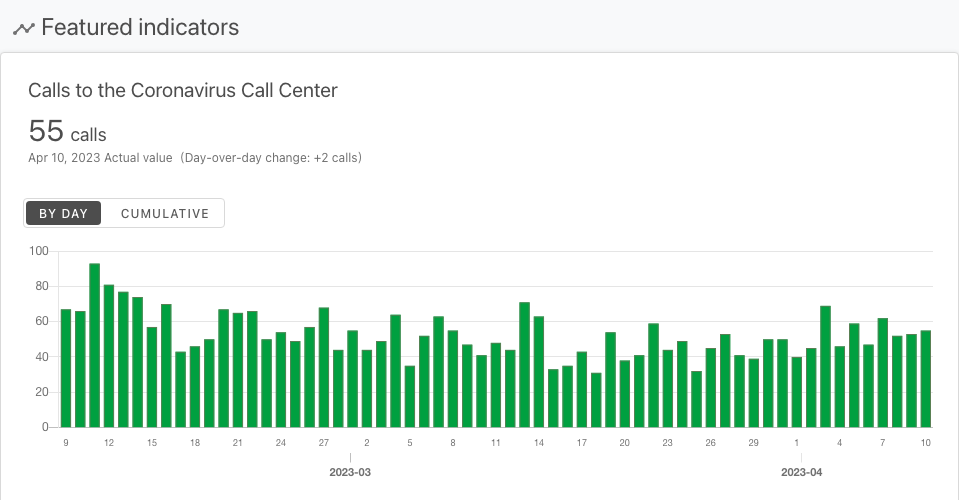 Featured indicators
Calls to the Coronavirus Call Center
55 calls
Apr 10, 2023 Actual value (Day-over-day change: +2 calls)
BY DAY CUMULATIVE
100
80
60
40
20
0
9 12 15 18 21 24 27 2 5 8 11 14 17 20 23 26 29 1 4 7 10
2023-03 2023-04